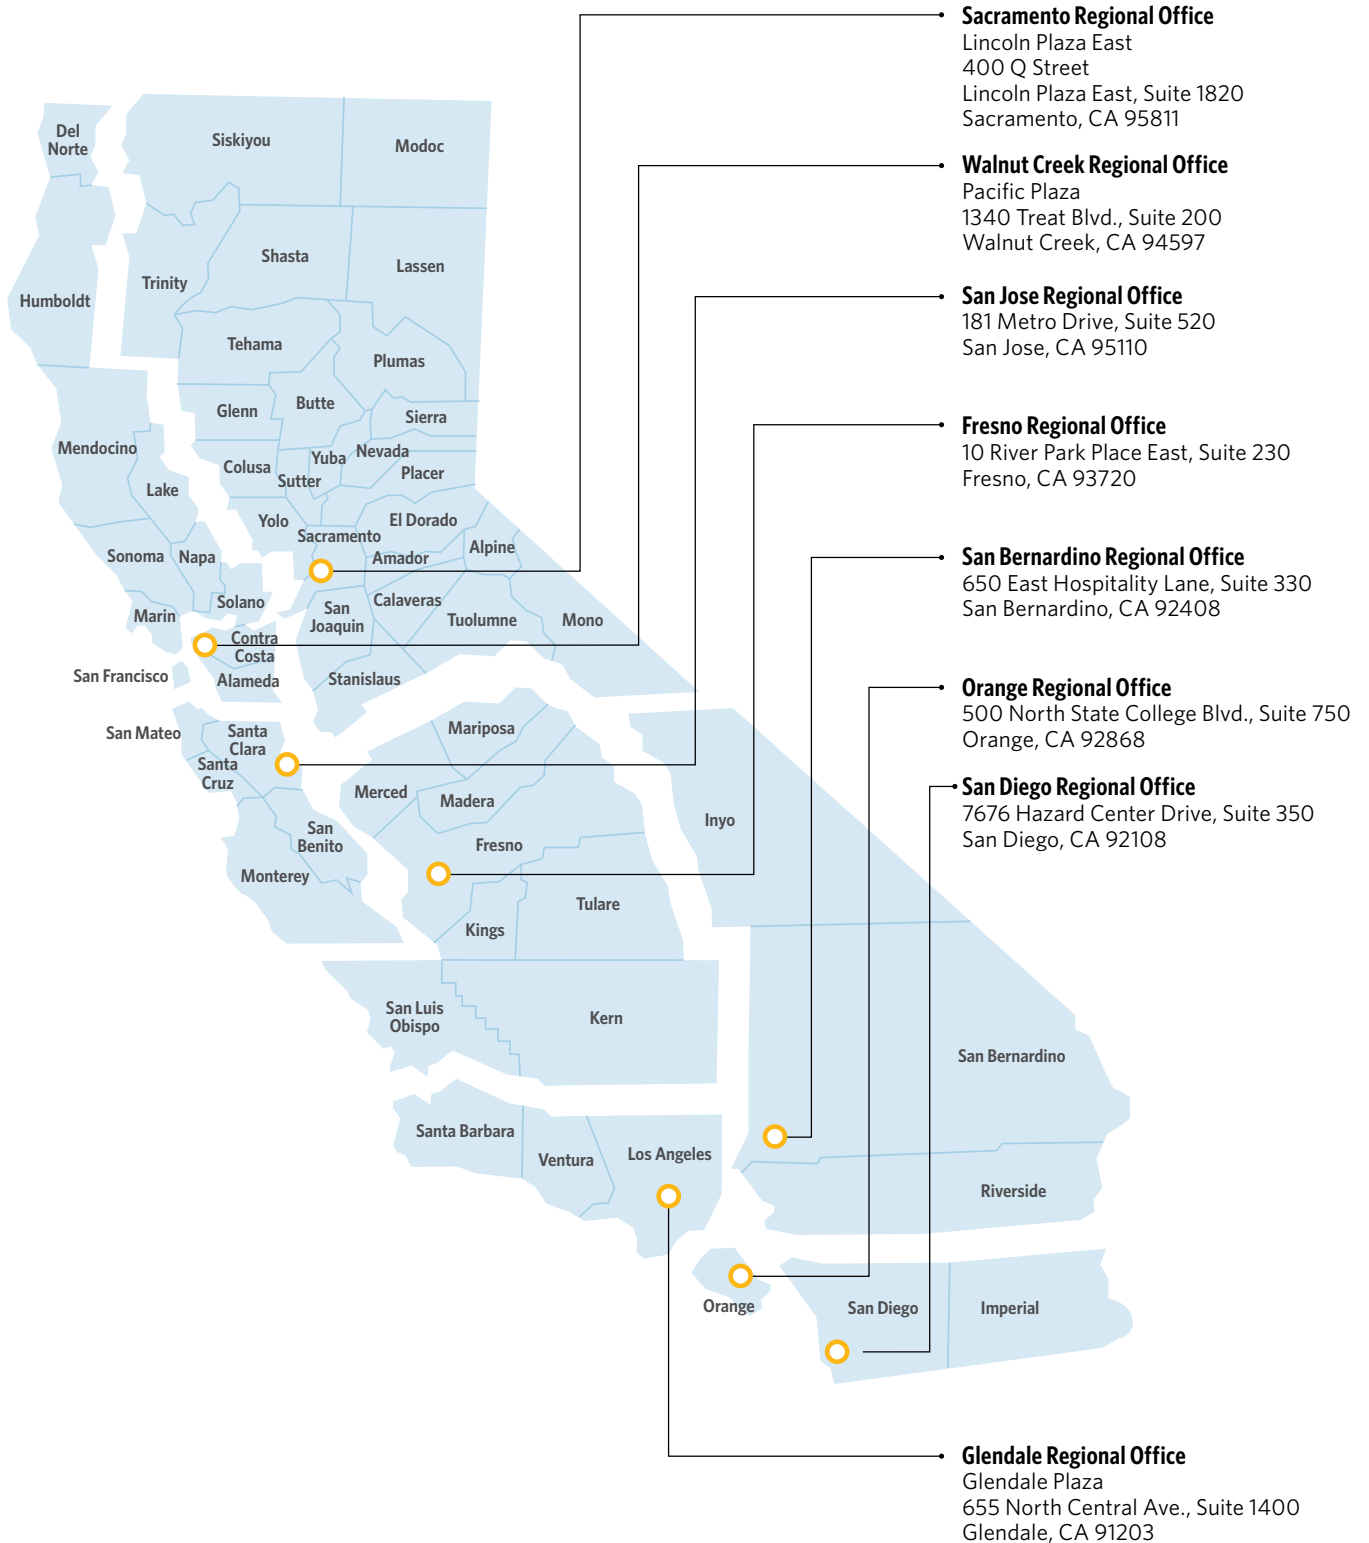 Sacramento Regional Office
Lincoln Plaza East
400 Q Street
Lincoln Plaza East, Suite 1820
Sacramento, CA 95811
Walnut Creek Regional Office
Pacific Plaza
1340 Treat Blvd., Suite 200
Walnut Creek, CA 94597
San Jose Regional Office
181 Metro Drive, Suite 520
San Jose, CA 95110
Fresno Regional Office
10 River Park Place East, Suite 230
Fresno, CA 93720
San Bernardino Regional Office
650 East Hospitality Lane, Suite 330
San Bernardino, CA 92408
Orange Regional Office
500 North State College Blvd., Suite 750
Orange, CA 92868
San Diego Regional Office
7676 Hazard Center Drive, Suite 350
San Diego, CA 92108
Glendale Regional Office
Glendale Plaza
655 North Central Ave., Suite 1400
Glendale, CA 91203
Del
Norte
Siskiyou
Modoc
Humboldt
Trinity
Shasta
Lassen
Tehama
Plumas
Mendocino
Glenn
Butte
Sierra
Lake
Colusa
Sutter
Yuba
Nevada
Placer
Yolo
Sacramento
El Dorado
Sonoma
Napa
Amador
Alpine
Solano
Calaveras
Marin
San
Joaquin
Tuolumne
Mono
Contra
Costa
San Francisco
Alameda
Stanislaus
San Mateo
Santa
Clara
Santa
Cruz
Mariposa
Merced
Madera
San
Benito
Fresno
Inyo
Monterey
Tulare
Kings
San Luis
Obispo
Kern
San Bernardino
Santa Barbara
Ventura
Los Angeles
Riverside
Orange
San Diego
Imperial